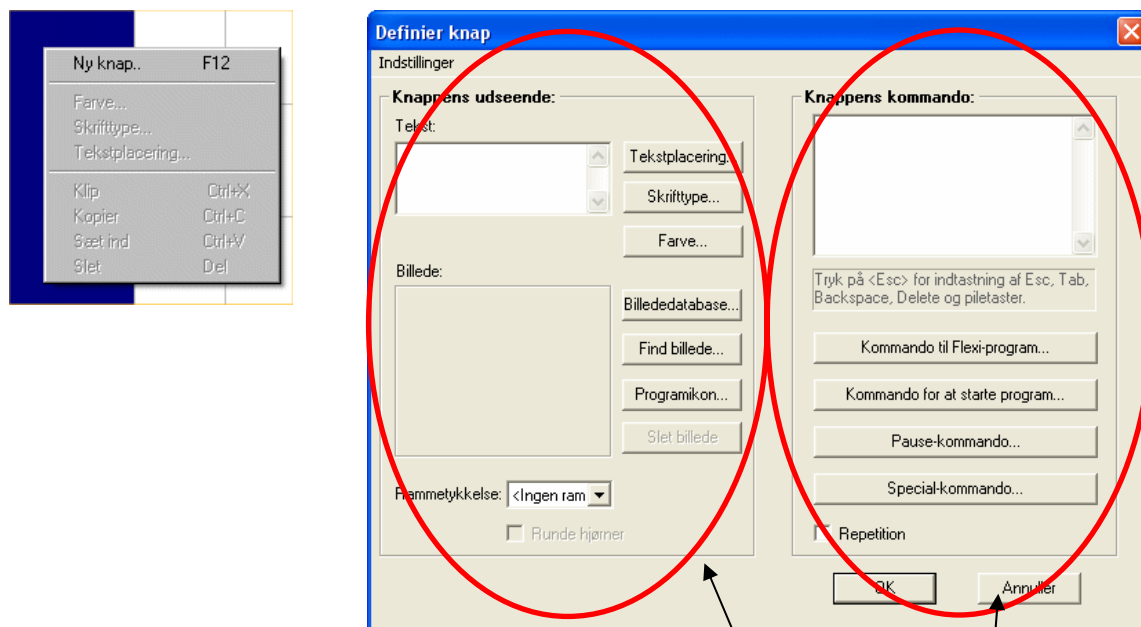 Ny knap.. F12
Farve...
Skrifttype...
Tekstplacering...
Klip Ctrl+X
Kopier Ctrl+C
Sæt ind Ctrl+V
Slet Del
Definier knap
Indstillinger
Knappens udseende:
Tekst:
Tekstplacering...
Skrifttype...
Farve...
Billede:
Billededatabase...
Find billede...
Programikon...
Slet billede
Rammetykkelse: <Ingen ram
Runde hjørner
Knappens kommando:
Tryk på <Esc> for indtastning af Esc, Tab,
Backspace, Delete og piletaster.
Kommando til Flexi-program...
Kommando for at starte program...
Pause-kommando...
Special-kommando...
Repetition
OK
Annuller